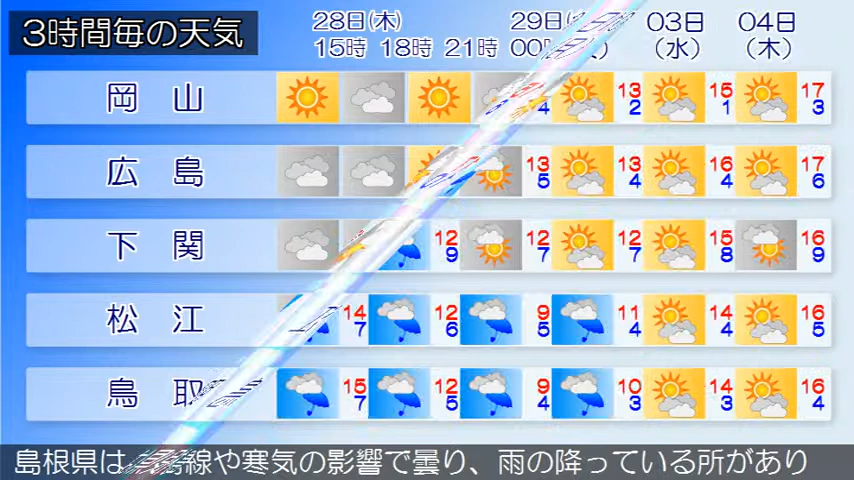 3時間毎の天気
28日(木) 29日( 03日 04日
15時 18時 21時 00 (水) (木)
岡 山 4 13 2 15 1 17 3
広 島 13 5 13 4 16 4 17 6
下 関 12 9 12 7 12 7 15 8 16 9
松 江 14 7 12 6 9 5 11 4 14 4 16 5
鳥 取 15 7 12 5 9 4 10 3 14 3 16 4
島根県は 線や寒気の影響で曇り、雨の降っている所があり